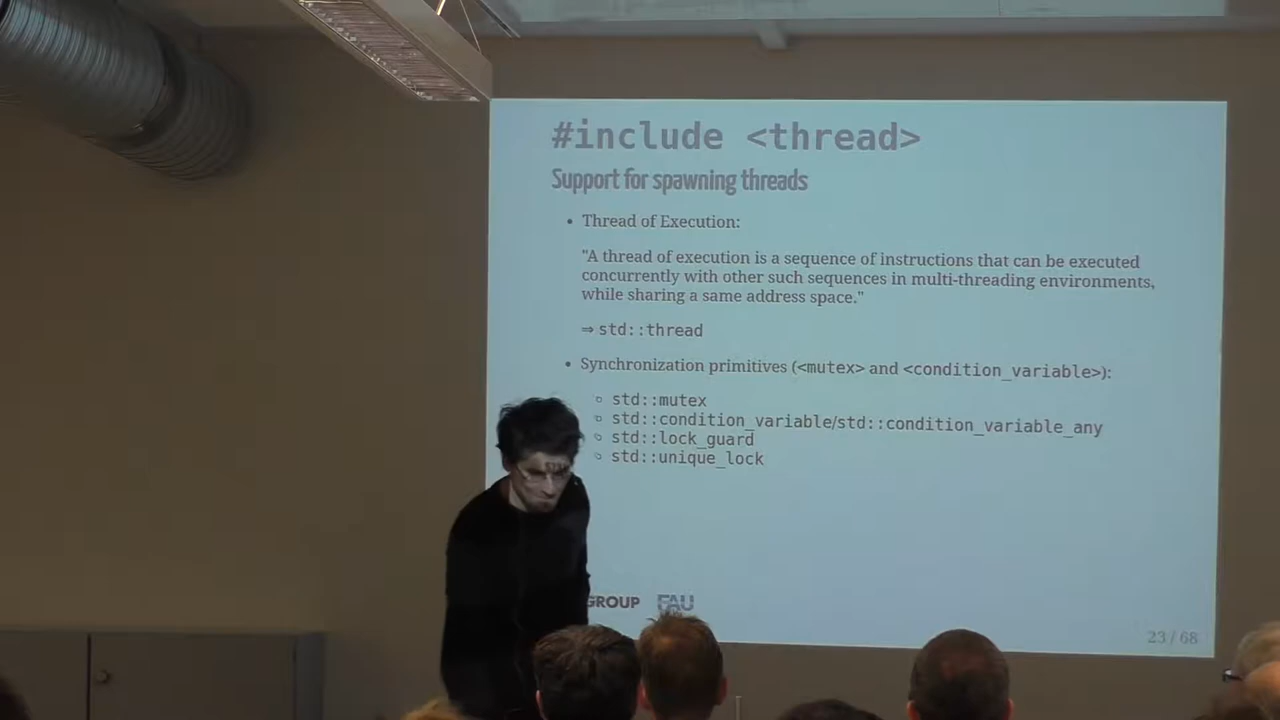 #include <thread>
Support for spawning threads
• Thread of Execution:
"A thread of execution is a sequence of instructions that can be executed
concurrently with other such sequences in multi-threading environments,
while sharing a same address space."
⇒ std::thread
• Synchronization primitives (<mutex> and <condition_variable>):
○ std::mutex
○ std::condition_variable/std::condition_variable_any
○ std::lock_guard
○ std::unique_lock
GROUP FAU
23 / 68